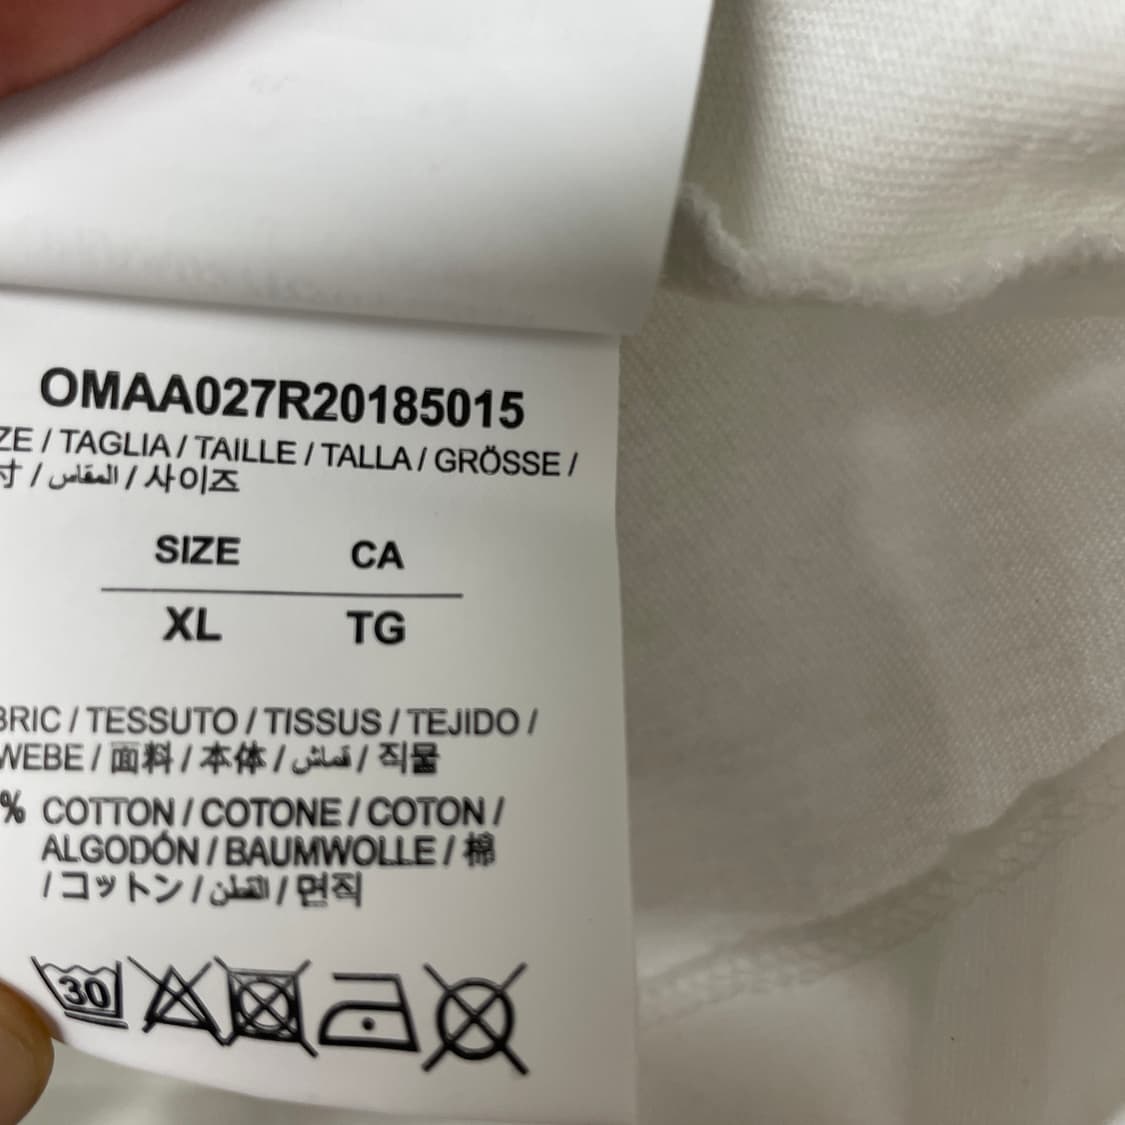 OMAA027R20185015
ZE / TAGLIA / TAILLE / TALLA / GRÖSSE /
寸 / المقاس / 사이즈
SIZE CA
XL TG
BRIC / TESSUTO / TISSUS / TEJIDO /
WEBE / 面料 / 本体 / قماش / 직물
% COTTON / COTONE / COTON /
ALGODÓN / BAUMWOLLE / 棉
/ コットン / القطن / 면직
30